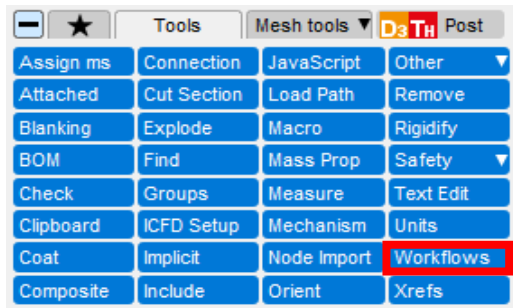 Tools Mesh tools D3 TH Post
Assign ms Connection JavaScript Other
Attached Cut Section Load Path Remove
Blanking Explode Macro Rigidify
BOM Find Mass Prop Safety
Check Groups Measure Text Edit
Clipboard ICFD Setup Mechanism Units
Coat Implicit Node Import Workflows
Composite Include Orient Xrefs